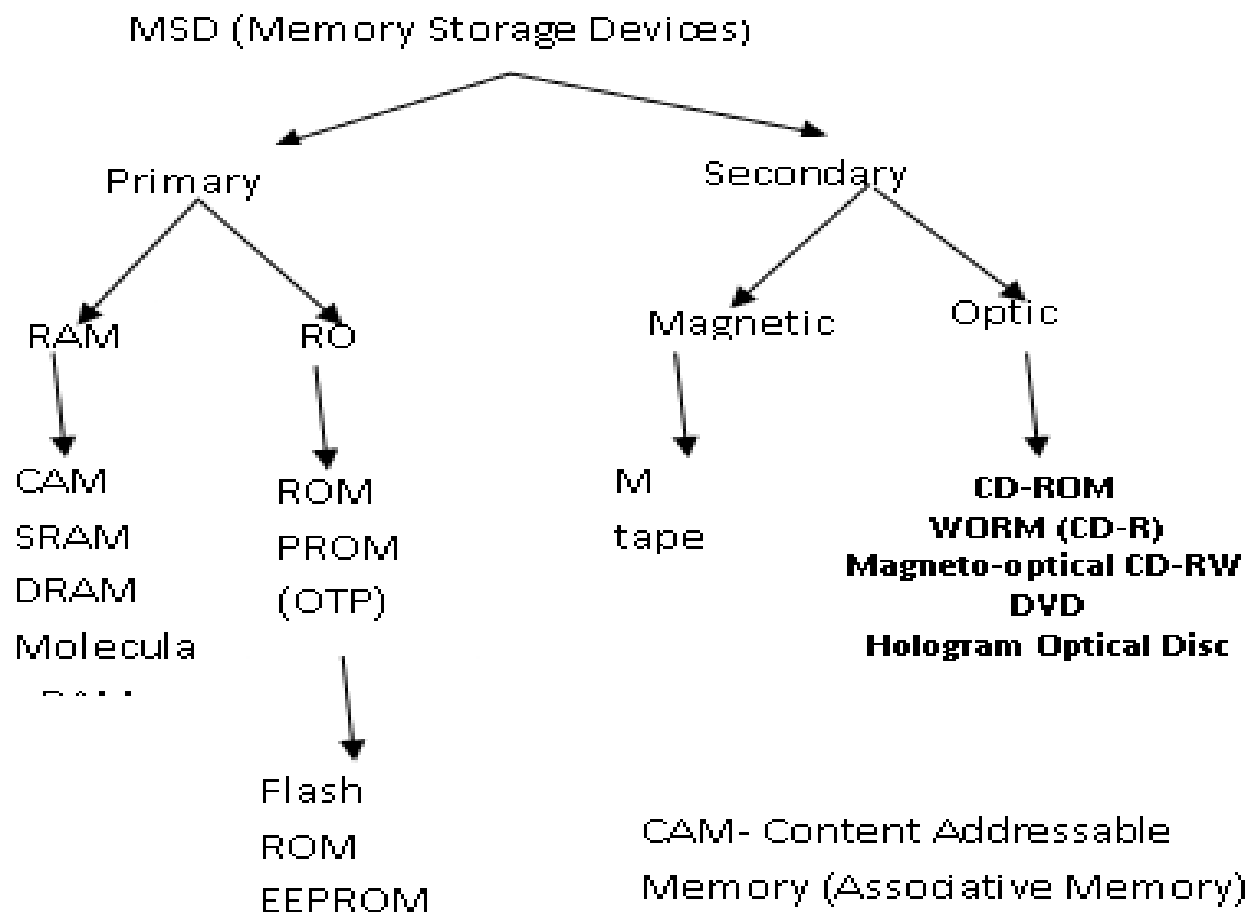 MSD (Memory Storage Devices)
Primary
Secondary
RAM
RO
Magnetic
Optic
CAM
SRAM
DRAM
Molecula
ROM
PROM
(OTP)
M
tape
CD-ROM
WORM (CD-R)
Magneto-optical CD-RW
DVD
Hologram Optical Disc
Flash
ROM
EEPROM
CAM- Content Addressable
Memory (Associative Memory)